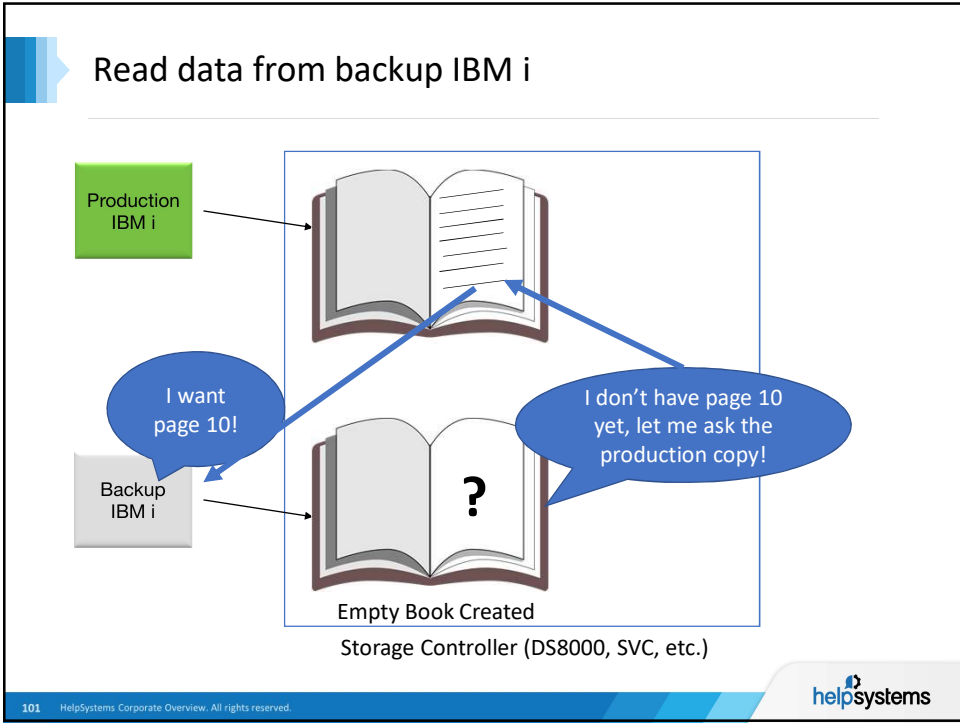 Read data from backup IBM i
Production
IBM i
I want
page 10!
I don't have page 10
yet, let me ask the
production copy!
Backup
IBM i
?
Empty Book Created
Storage Controller (DS8000, SVC, etc.)
101 HelpSystems Corporate Overview. All rights reserved.
helpsystems